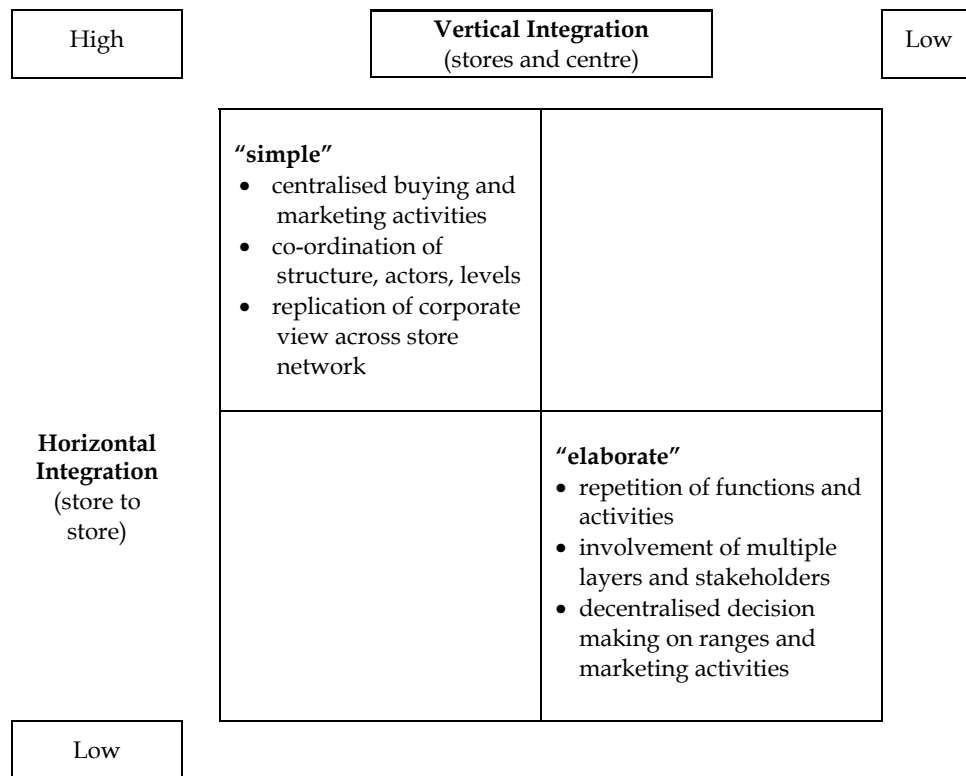 High
Vertical Integration
(stores and centre)
Low
“simple”
• centralised buying and
marketing activities
• co-ordination of
structure, actors, levels
• replication of corporate
view across store
network
Horizontal
Integration
(store to
store)
“elaborate”
• repetition of functions and
activities
• involvement of multiple
layers and stakeholders
• decentralised decision
making on ranges and
marketing activities
Low